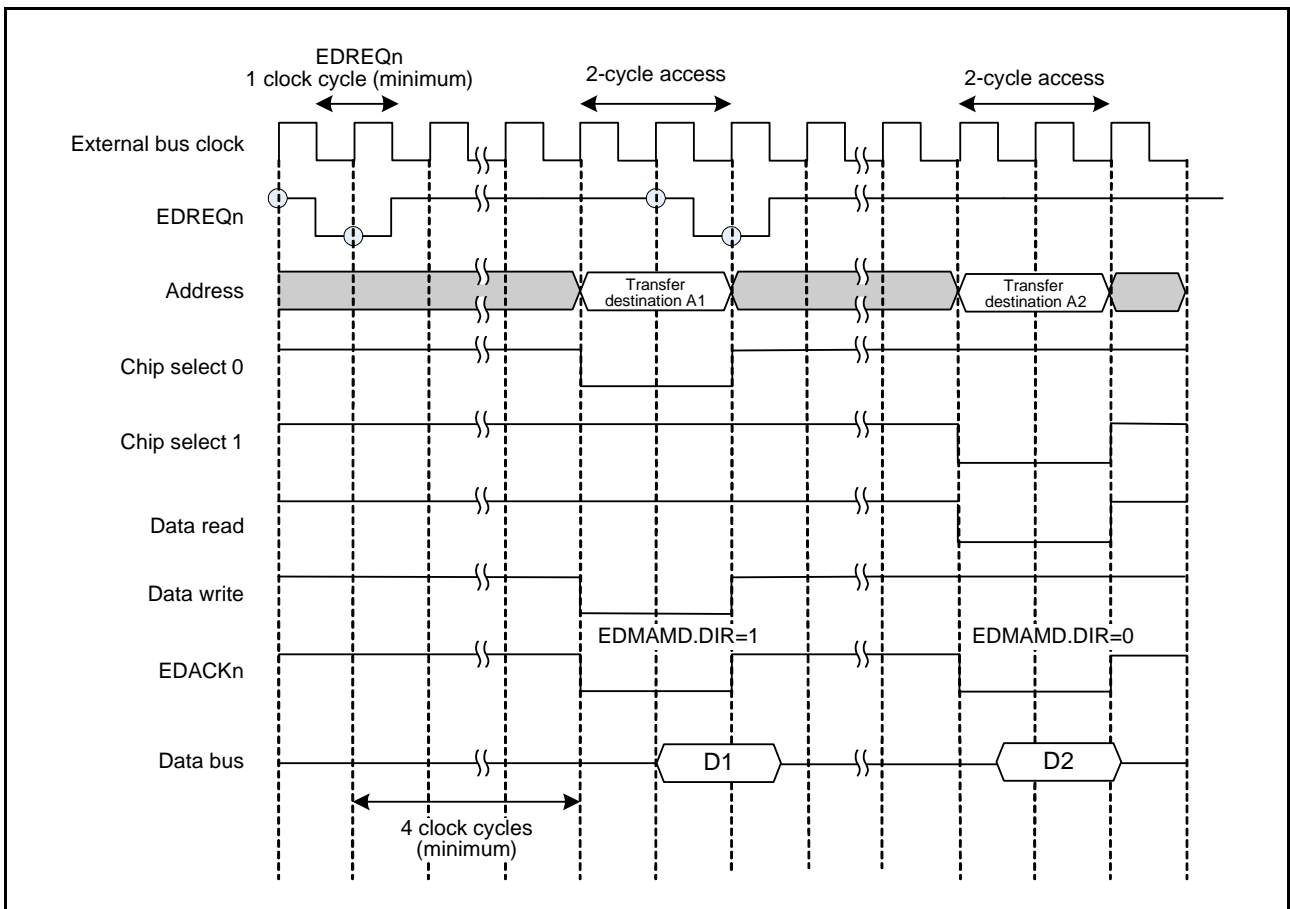 EDREQn
1 clock cycle (minimum)
2-cycle access
2-cycle access
External bus clock
EDREQn
Address
Transfer
destination A1
Transfer
destination A2
Chip select 0
Chip select 1
Data read
Data write
EDMAMD.DIR=1
EDMAMD.DIR=0
EDACKn
Data bus
D1
D2
4 clock cycles
(minimum)